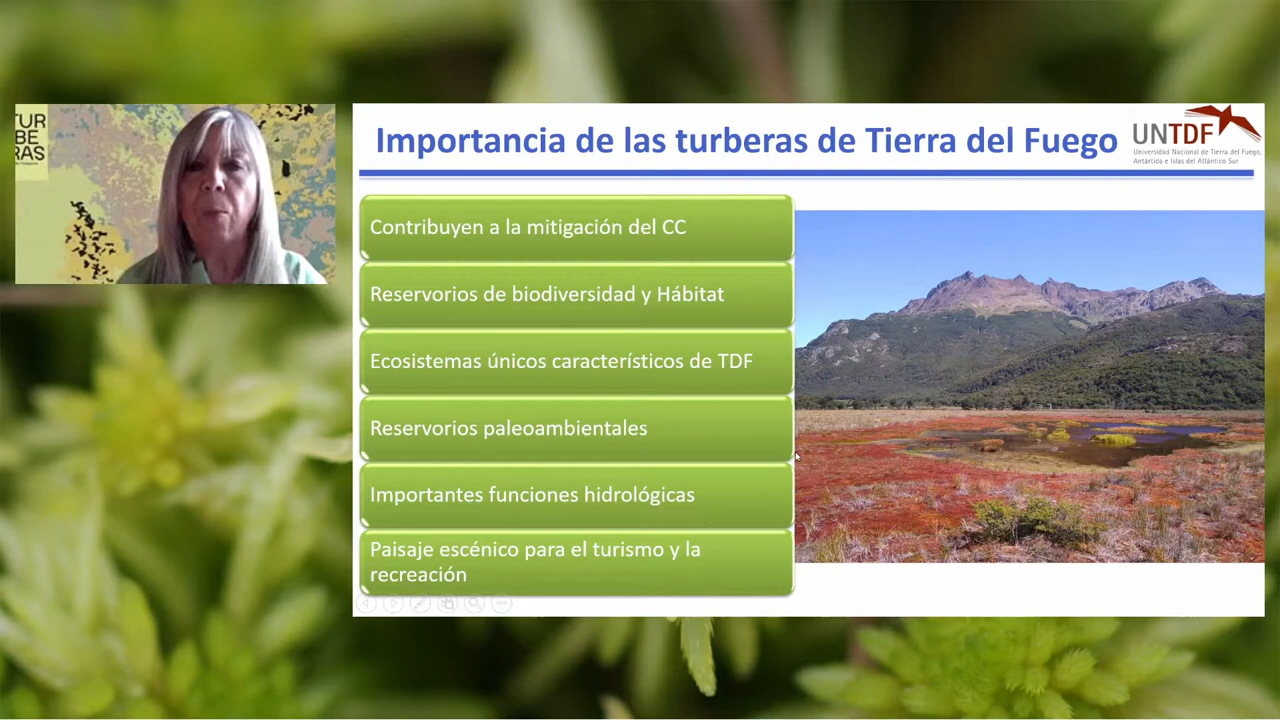 TUR
BE
RAS
Importancia de las turberas de Tierra del Fuego
UNTDF
Universidad Nacional de Tierra del Fuego,
Antártica e Islas del Atlántico Sur
Contribuyen a la mitigación del CC
Reservorios de biodiversidad y Hábitat
Ecosistemas únicos característicos de TDF
Reservorios paleoambientales
Importantes funciones hidrológicas
Paisaje escénico para el turismo y la
recreación